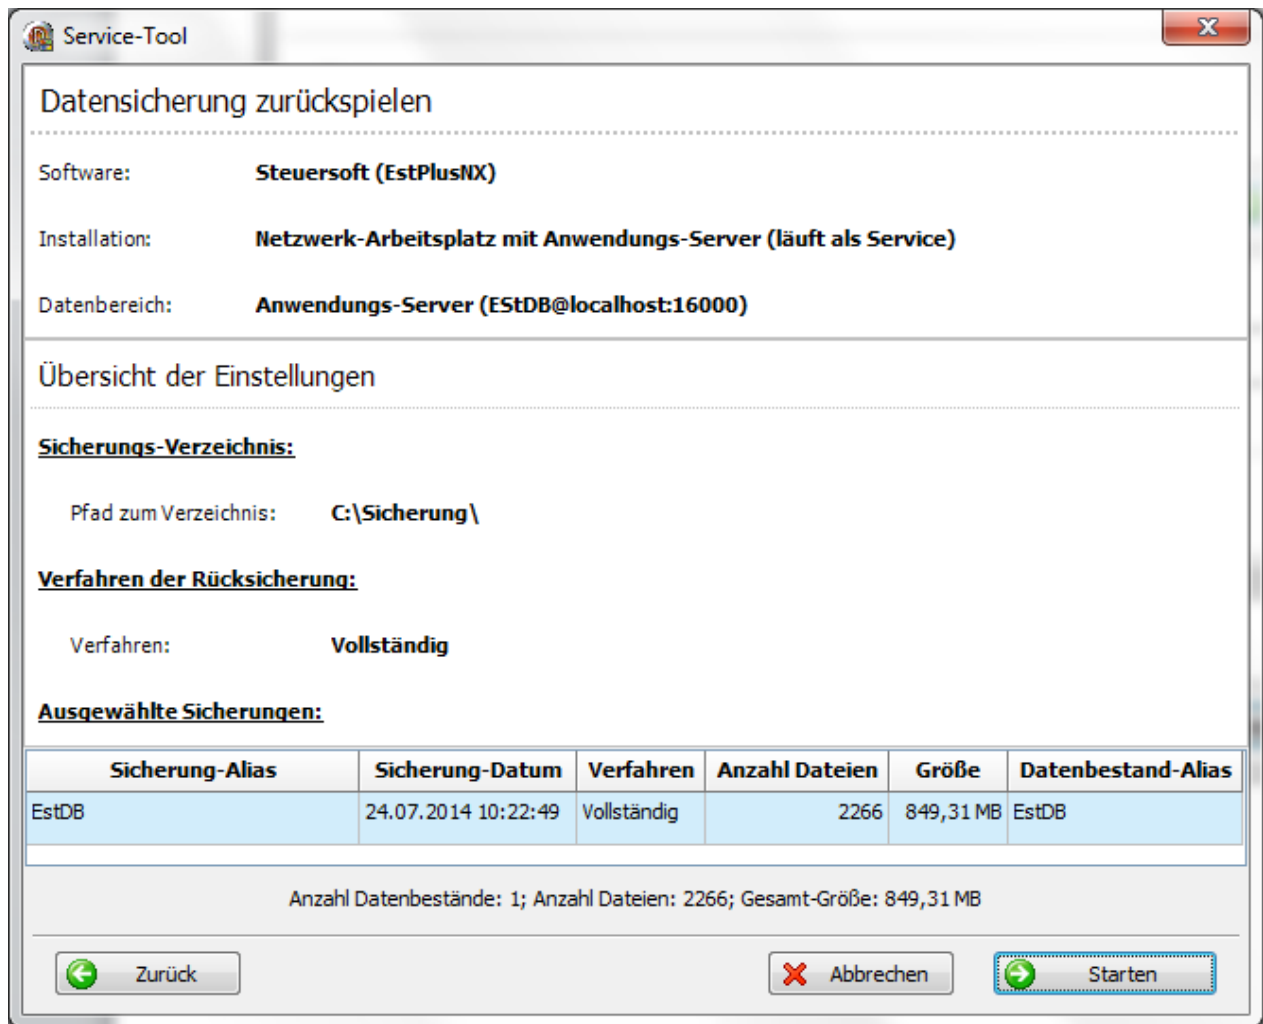 Service-Tool
Datensicherung zurückspielen
Software: Steuersoft (EstPlusNX)
Installation: Netzwerk-Arbeitsplatz mit Anwendungs-Server (läuft als Service)
Datenbereich: Anwendungs-Server (EStDB@localhost:16000)
Übersicht der Einstellungen
Sicherungs-Verzeichnis:
Pfad zum Verzeichnis: C:\Sicherung\
Verfahren der Rücksicherung:
Verfahren: Vollständig
Ausgewählte Sicherungen:
Sicherung-Alias Sicherung-Datum Verfahren Anzahl Dateien Größe Datenbestand-Alias
EstDB 24.07.2014 10:22:49 Vollständig 2266 849,31 MB EstDB
Anzahl Datenbestände: 1; Anzahl Dateien: 2266; Gesamt-Größe: 849,31 MB
Zurück Abbrechen Starten